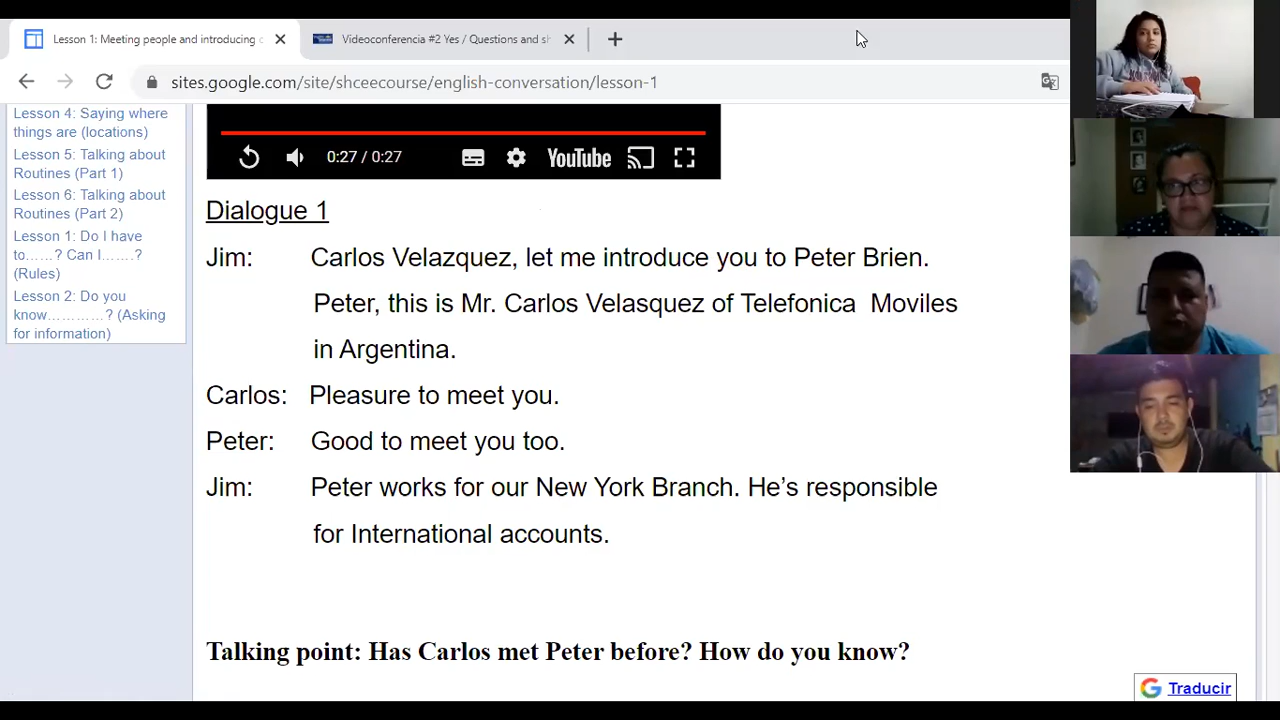 Lesson 1: Meeting people and introducing c
Videoconferencia #2 Yes / Questions and sh
sites.google.com/site/shceecourse/english-conversation/lesson-1
Lesson 4: Saying where
things are (locations)
Lesson 5: Talking about
Routines (Part 1)
Lesson 6: Talking about
Routines (Part 2)
Lesson 1: Do I have
to……? Can I…….?
(Rules)
Lesson 2: Do you
know…………? (Asking
for information)
0:27 / 0:27
YouTube
Dialogue 1
Jim: Carlos Velazquez, let me introduce you to Peter Brien.
Peter, this is Mr. Carlos Velasquez of Telefonica Moviles
in Argentina.
Carlos: Pleasure to meet you.
Peter: Good to meet you too.
Jim: Peter works for our New York Branch. He’s responsible
for International accounts.
Talking point: Has Carlos met Peter before? How do you know?
Traducir